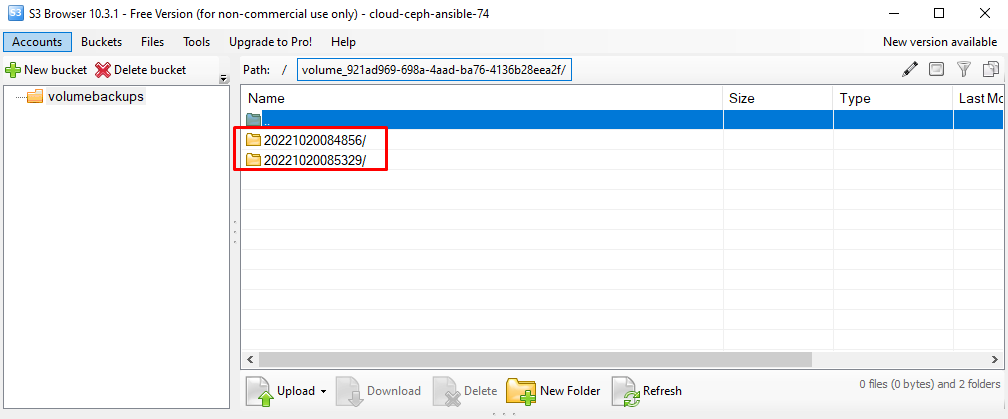 S3 S3 Browser 10.3.1 - Free Version (for non-commercial use only) - cloud-ceph-ansible-74
Accounts Buckets Files Tools Upgrade to Pro! Help New version available
New bucket Delete bucket Path: / volume_921ad969-698a-4aad-ba76-4136b28eea2f/
volumebackups
Name Size Type Last Mo
..
20221020084856/
20221020085329/
Upload Download Delete New Folder Refresh 0 files (0 bytes) and 2 folders